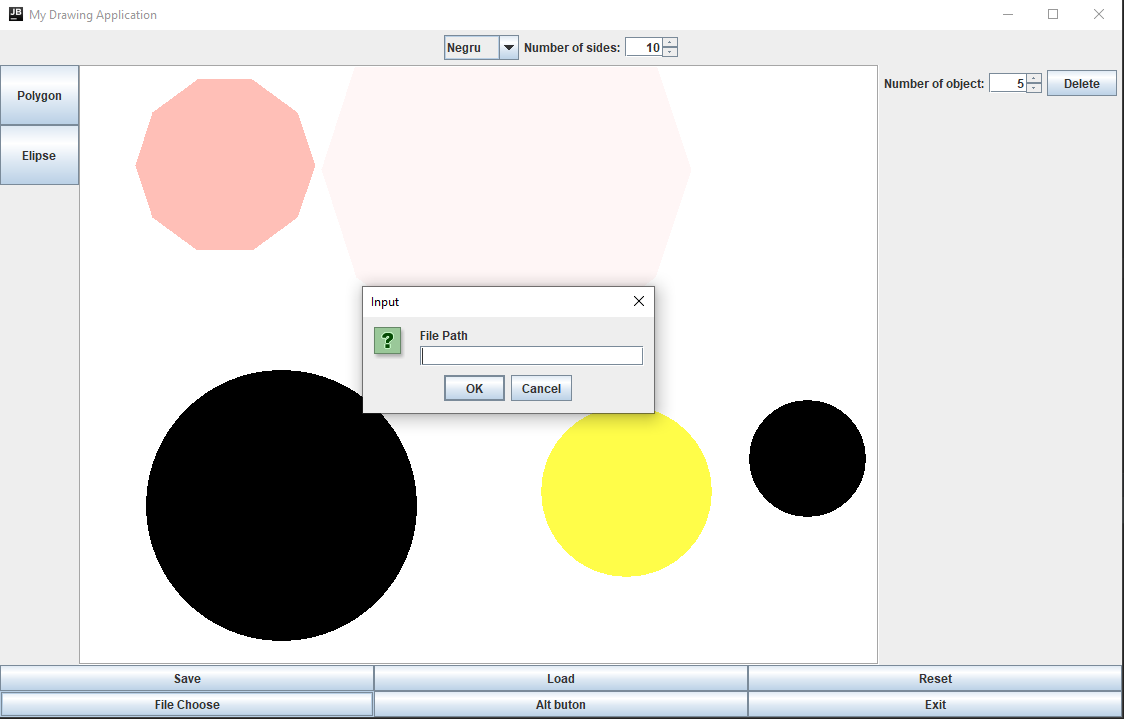 JB My Drawing Application
Negru Number of sides: 10
Polygon
Elipse
Number of object: 5 Delete
Input
?
File Path
OK Cancel
Save Load Reset
File Choose Alt buton Exit